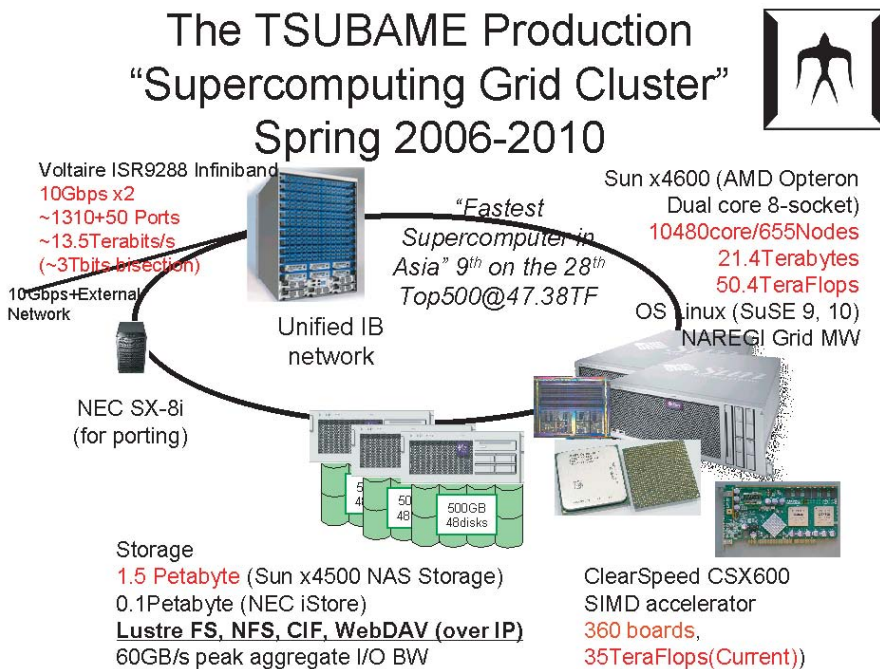 The TSUBAME Production
“Supercomputing Grid Cluster”
Spring 2006-2010
Voltaire ISR9288 Infiniband
10Gbps x2
~1310+50 Ports
~13.5Terabits/s
(~3Tbits bisection)
10Gbps+External
Network
Unified IB
network
“Fastest
Supercomputer in
Asia” 9th on the 28th
Top500@47.38TF
Sun x4600 (AMD Opteron
Dual core 8-socket)
10480core/655Nodes
21.4Terabytes
50.4TeraFlops
OS Linux (SuSE 9, 10)
NAREGI Grid MW
NEC SX-8i
(for porting)
500GB
48disks
Storage
1.5 Petabyte (Sun x4500 NAS Storage)
0.1Petabyte (NEC iStore)
Lustre FS, NFS, CIF, WebDAV (over IP)
60GB/s peak aggregate I/O BW
ClearSpeed CSX600
SIMD accelerator
360 boards,
35TeraFlops(Current))